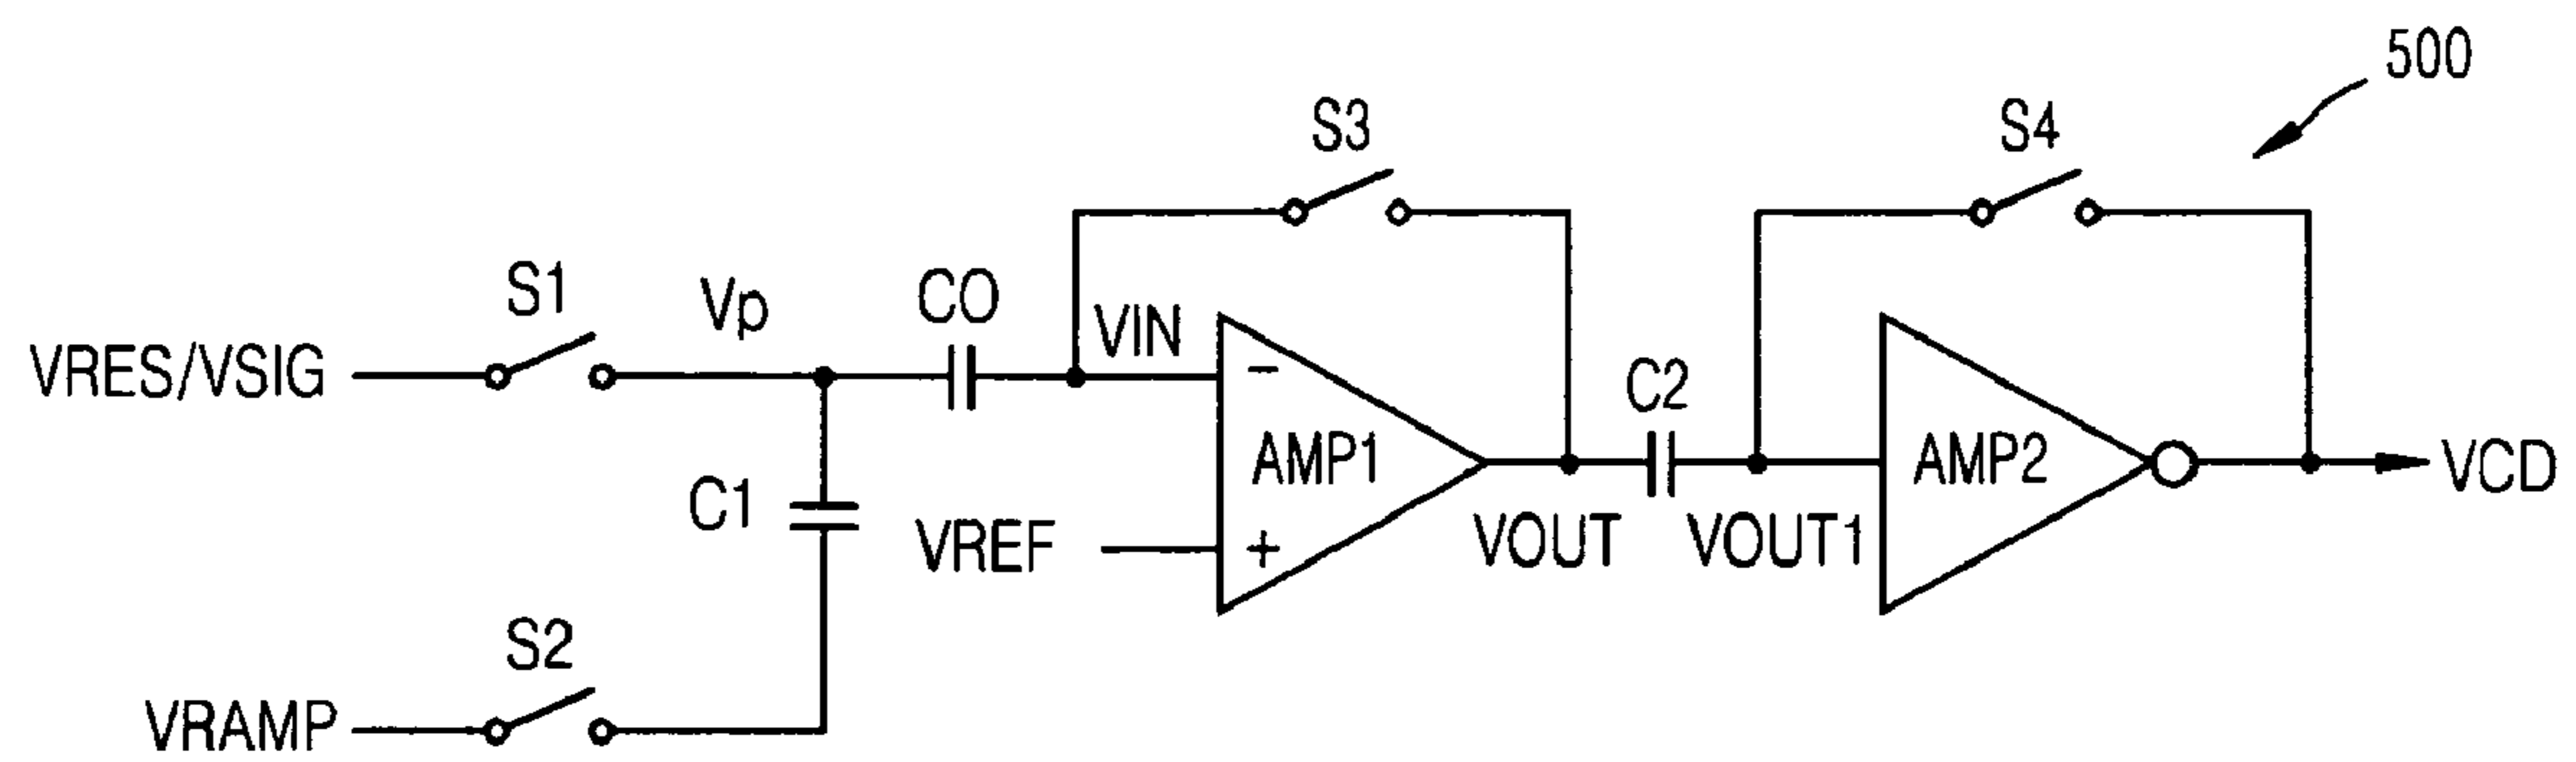 500
S3
S4
S1
Vp
CO
VIN
VRES/VSIG
−
C2
AMP1
AMP2
VCD
C1
VREF
+
VOUT
VOUT1
S2
VRAMP